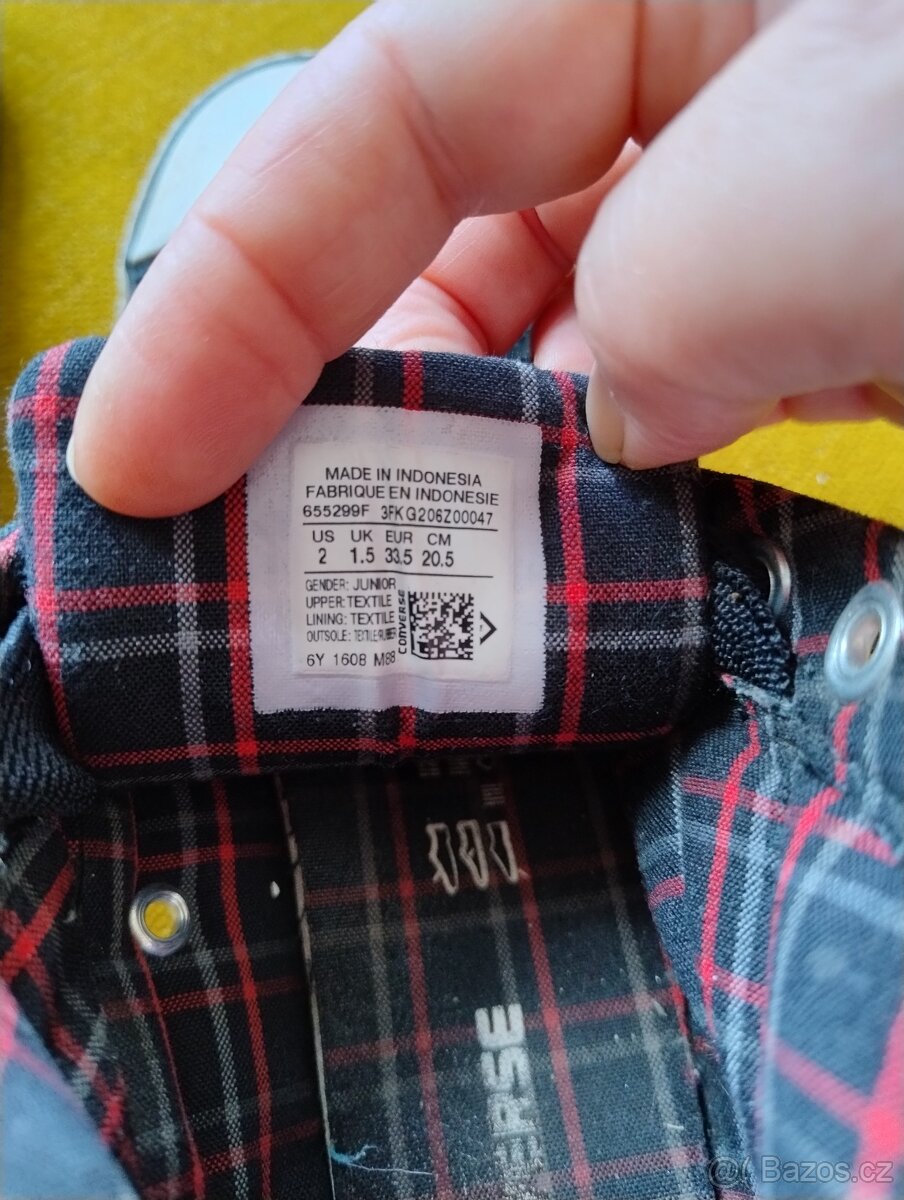 MADE IN INDONESIA
FABRIQUE EN INDONESIE
655299F 3FKG206Z00047
US UK EUR CM
2 1.5 33.5 20.5
GENDER: JUNIOR
UPPER: TEXTILE
LINING: TEXTILE
OUTSOLE: TEXTILE/RUBBER
CONVERSE
6Y 1608 M88
ERSE
Bazos.cz